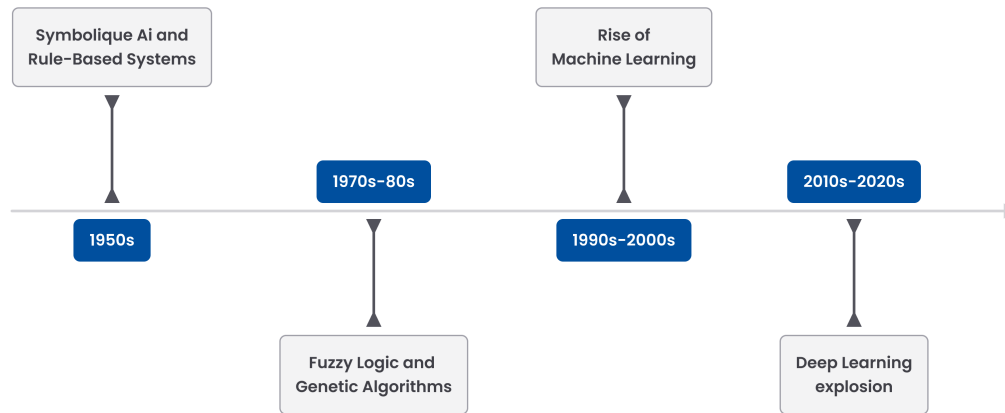 Symbolique Ai and
Rule-Based Systems
1950s
1970s-80s
Fuzzy Logic and
Genetic Algorithms
Rise of
Machine Learning
1990s-2000s
2010s-2020s
Deep Learning
explosion